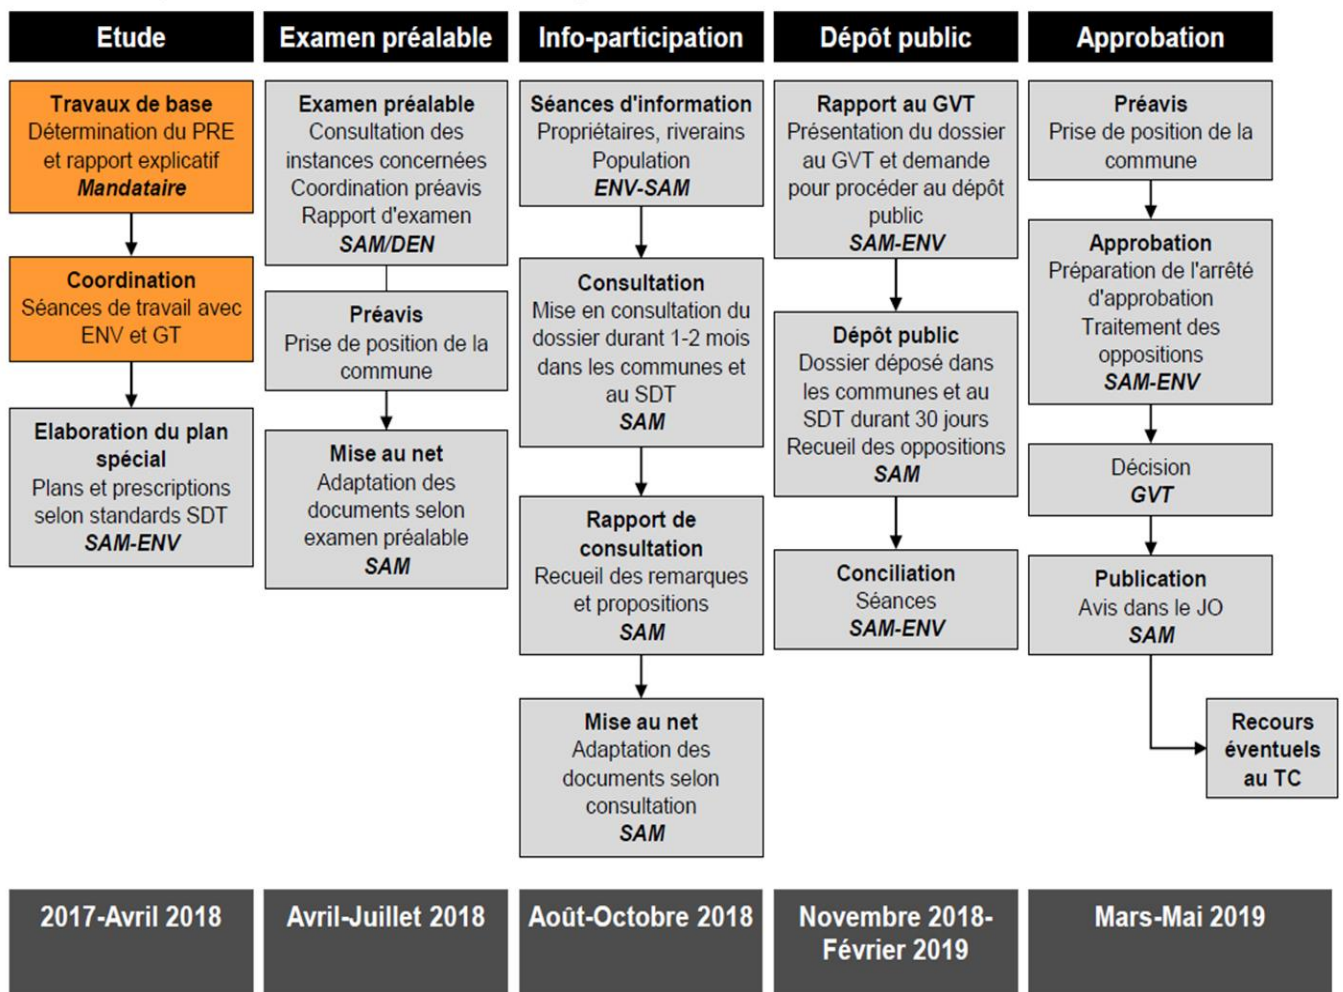 Etude
Travaux de base
Détermination du PRE
et rapport explicatif
Mandataire
Coordination
Séances de travail avec
ENV et GT
Elaboration du plan
spécial
Plans et prescriptions
selon standards SDT
SAM-ENV
2017-Avril 2018
Examen préalable
Examen préalable
Consultation des
instances concernées
Coordination préavis
Rapport d'examen
SAM/DEN
Préavis
Prise de position de la
commune
Mise au net
Adaptation des
documents selon
examen préalable
SAM
Avril-Juillet 2018
Info-participation
Séances d'information
Propriétaires, riverains
Population
ENV-SAM
Consultation
Mise en consultation du
dossier durant 1-2 mois
dans les communes et
au SDT
SAM
Rapport de
consultation
Recueil des remarques
et propositions
SAM
Mise au net
Adaptation des
documents selon
consultation
SAM
Août-Octobre 2018
Dépôt public
Rapport au GVT
Présentation du dossier
au GVT et demande
pour procéder au dépôt
public
SAM-ENV
Dépôt public
Dossier déposé dans
les communes et au
SDT durant 30 jours
Recueil des oppositions
SAM
Conciliation
Séances
SAM-ENV
Novembre 2018-
Février 2019
Approbation
Préavis
Prise de position de la
commune
Approbation
Préparation de l'arrêté
d'approbation
Traitement des
oppositions
SAM-ENV
Décision
GVT
Publication
Avis dans le JO
SAM
Recours
éventuels
au TC
Mars-Mai 2019